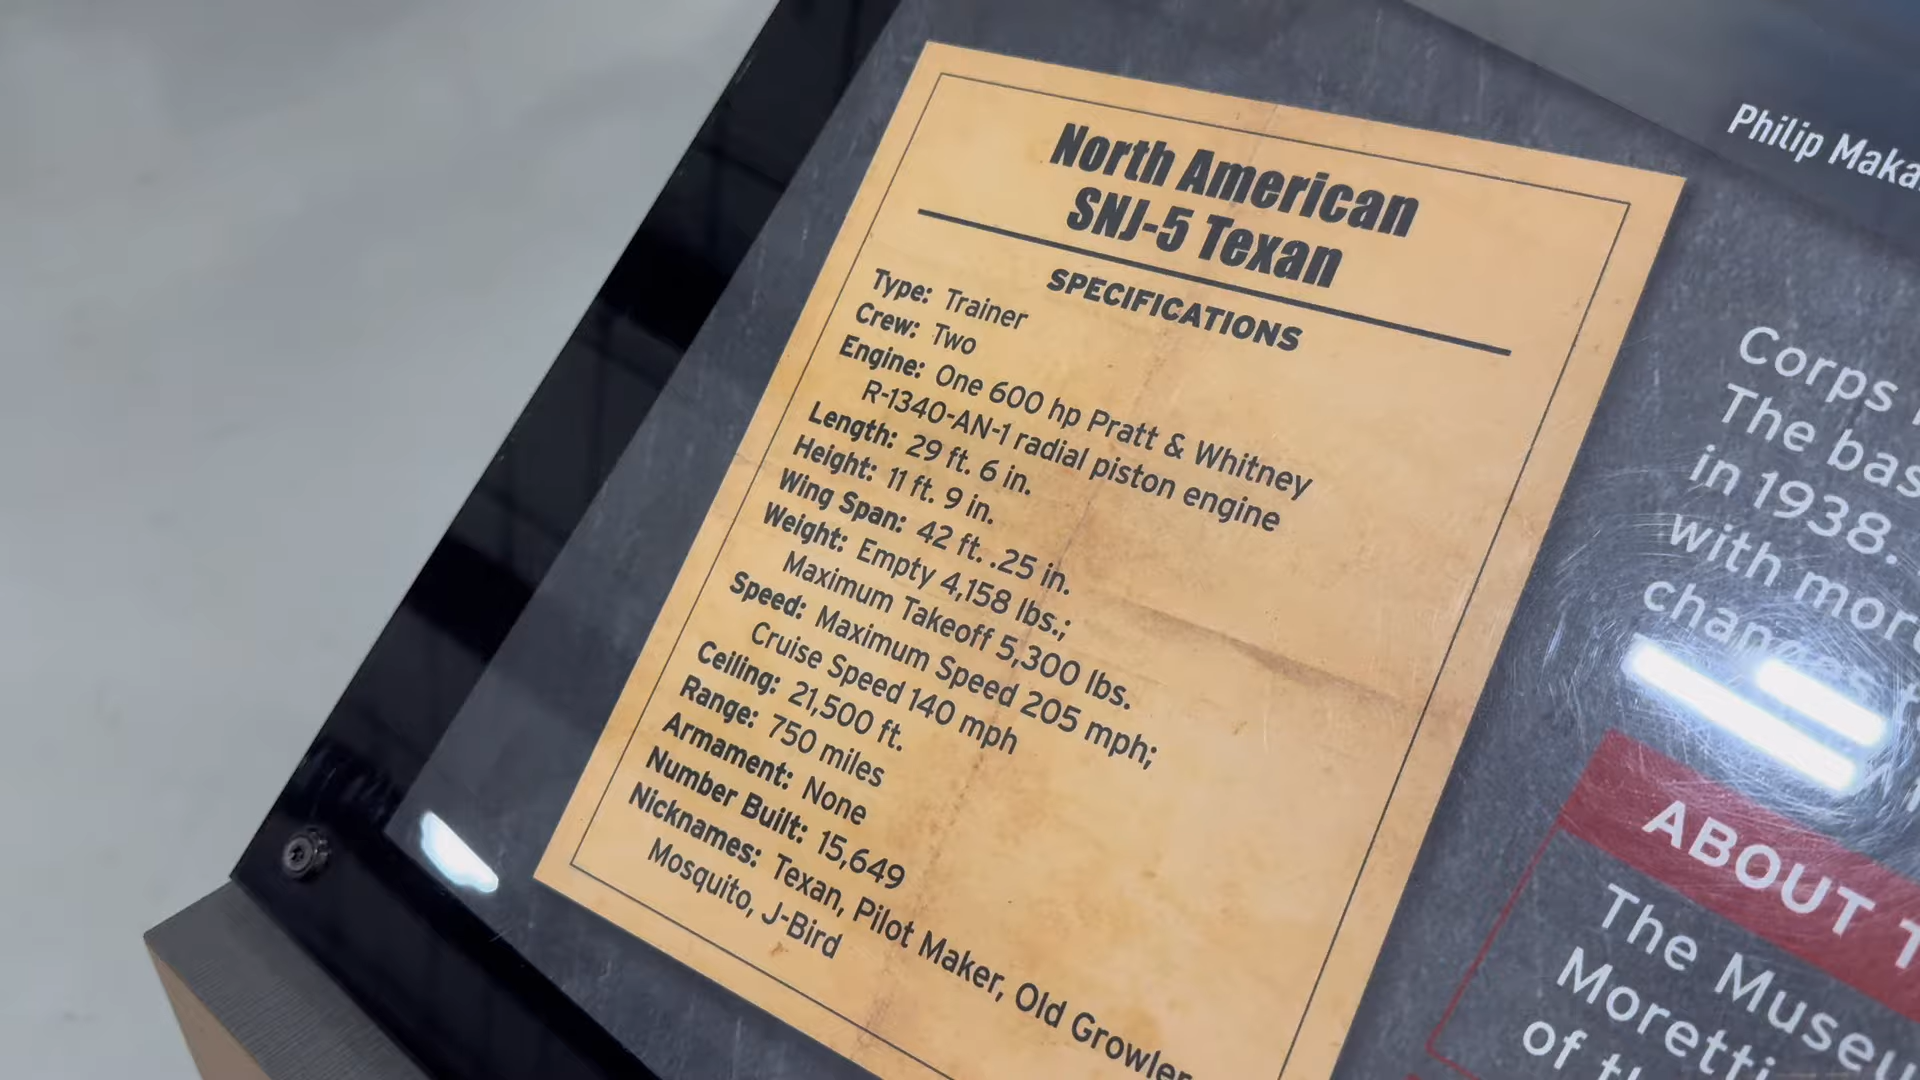 North American
SNJ-5 Texan
SPECIFICATIONS
Type: Trainer
Crew: Two
Engine: One 600 hp Pratt & Whitney
R-1340-AN-1 radial piston engine
Length: 29 ft. 6 in.
Height: 11 ft. 9 in.
Wing Span: 42 ft. .25 in.
Weight: Empty 4,158 lbs.;
Maximum Takeoff 5,300 lbs.
Speed: Maximum Speed 205 mph;
Cruise Speed 140 mph
Ceiling: 21,500 ft.
Range: 750 miles
Armament: None
Number Built: 15,649
Nicknames: Texan, Pilot Maker, Old Growler
Mosquito, J-Bird
Philip
Corps
The
in 1938.
with
ABOUT
The
Moretti
of